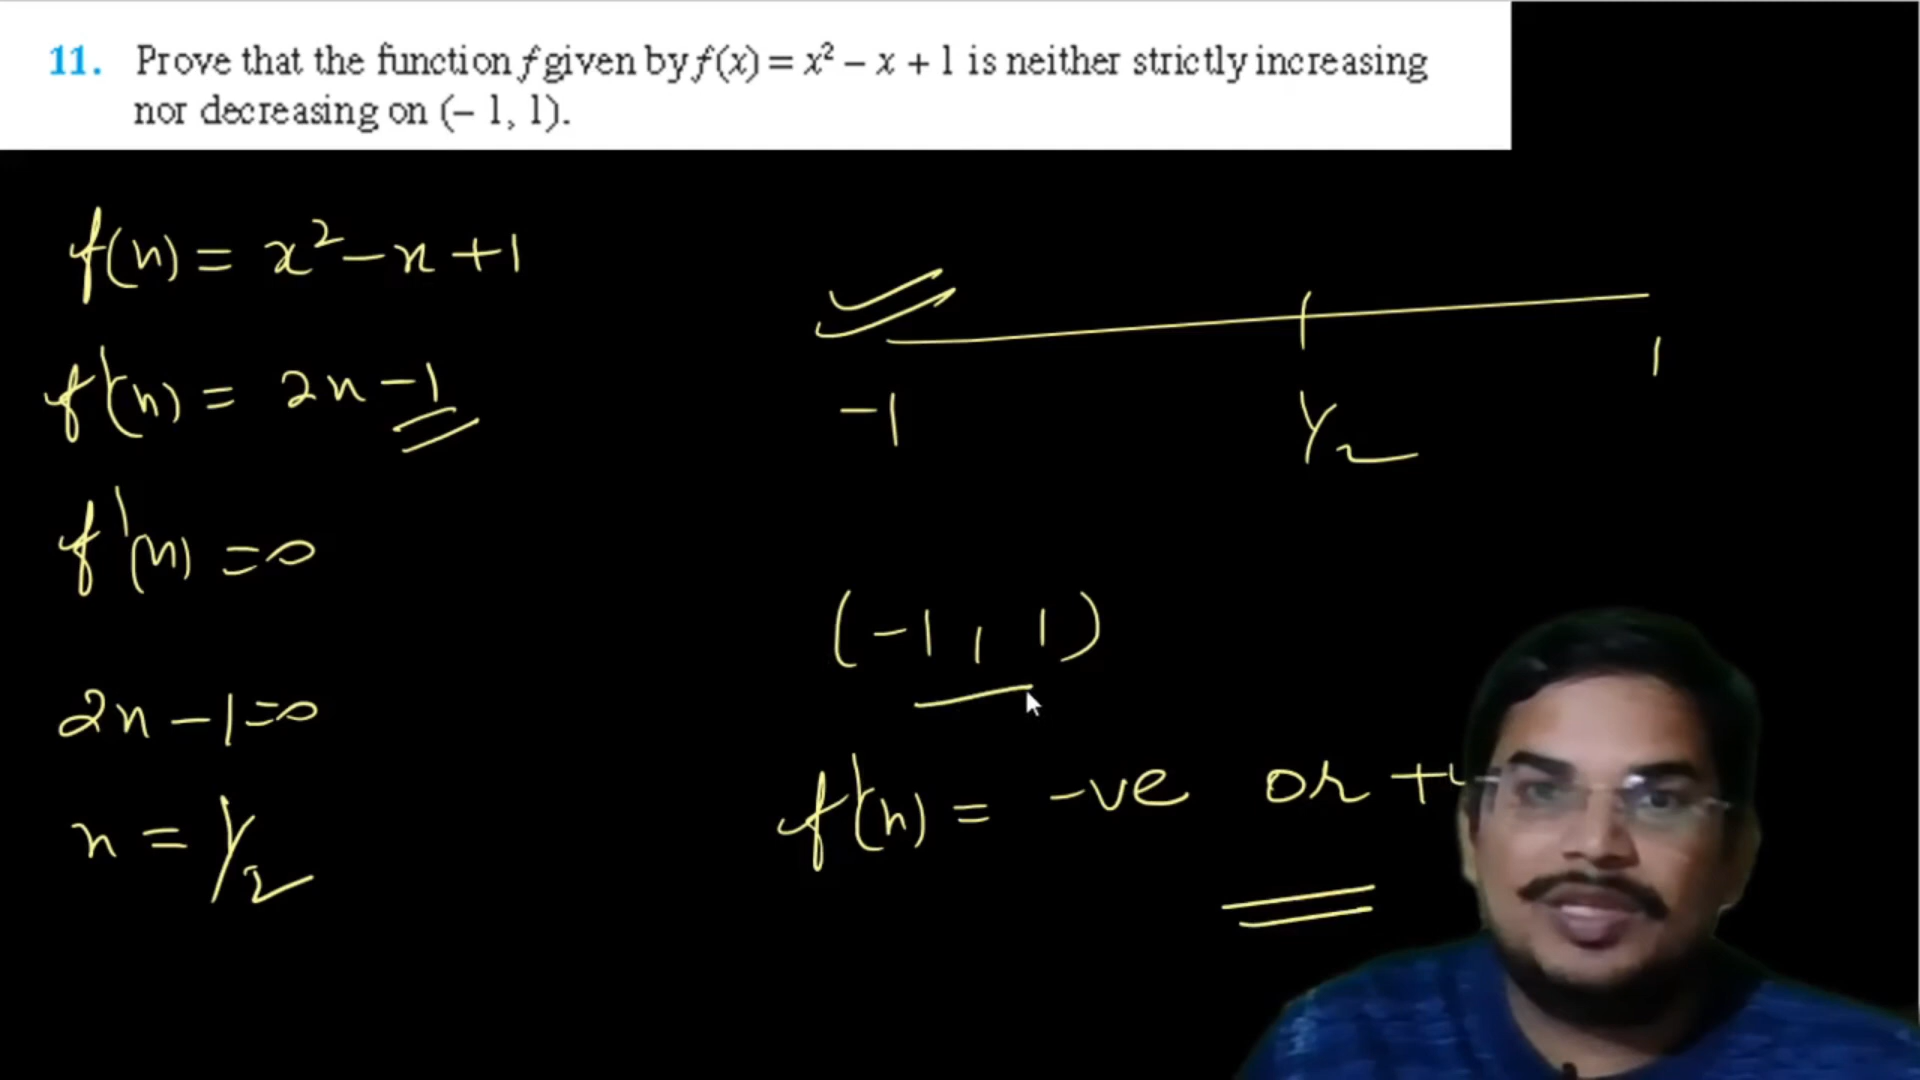 11. Prove that the function f given by f(x) = x² – x + 1 is neither strictly increasing
nor decreasing on (– 1, 1).
f(n) = x² – n + 1
f'(n) = 2n – 1
f'(n) = 0
2n – 1 = 0
n = 1/2
-1 1/2 1
(-1, 1)
f'(n) = -ve or +